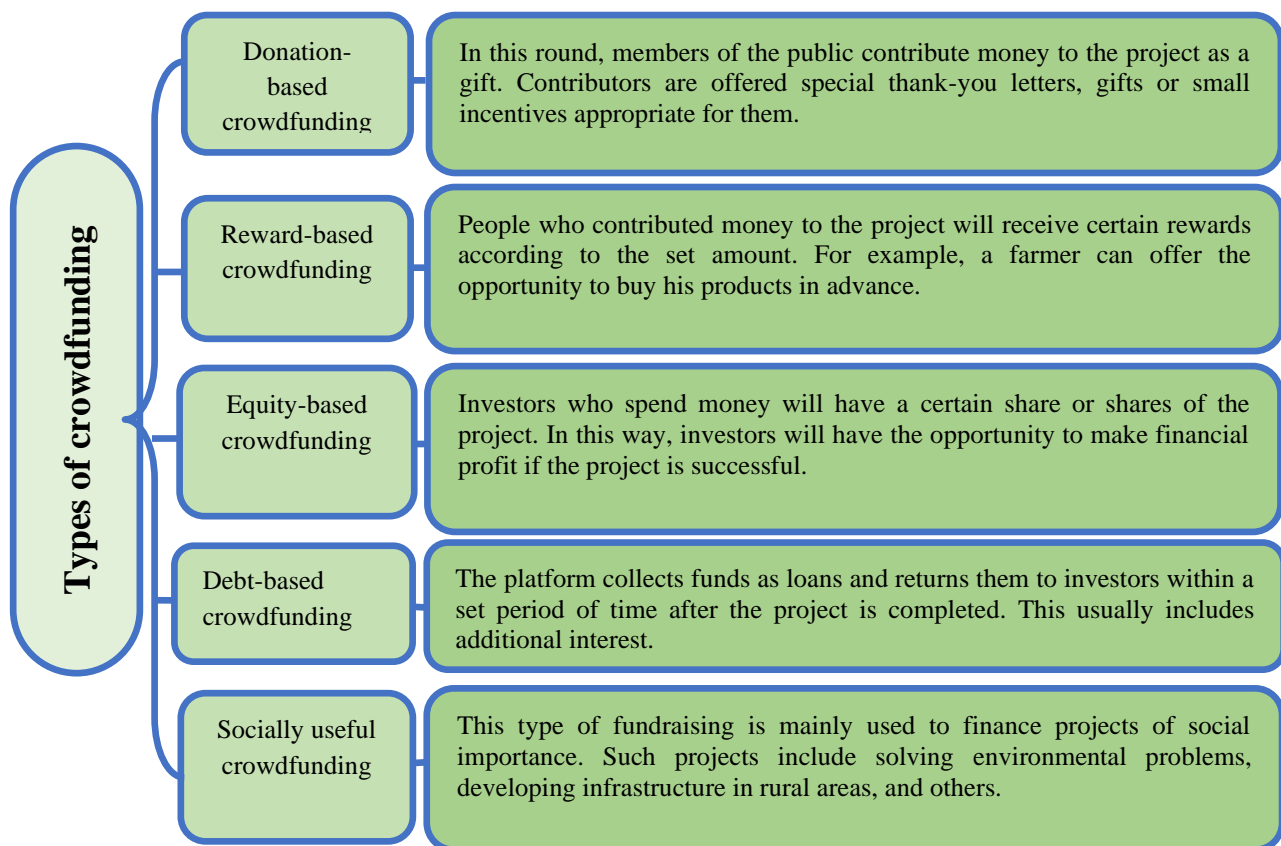 Types of crowdfunding
Donation-
based
crowdfunding
In this round, members of the public contribute money to the project as a
gift. Contributors are offered special thank-you letters, gifts or small
incentives appropriate for them.
Reward-based
crowdfunding
People who contributed money to the project will receive certain rewards
according to the set amount. For example, a farmer can offer the
opportunity to buy his products in advance.
Equity-based
crowdfunding
Investors who spend money will have a certain share or shares of the
project. In this way, investors will have the opportunity to make financial
profit if the project is successful.
Debt-based
crowdfunding
The platform collects funds as loans and returns them to investors within a
set period of time after the project is completed. This usually includes
additional interest.
Socially useful
crowdfunding
This type of fundraising is mainly used to finance projects of social
importance. Such projects include solving environmental problems,
developing infrastructure in rural areas, and others.